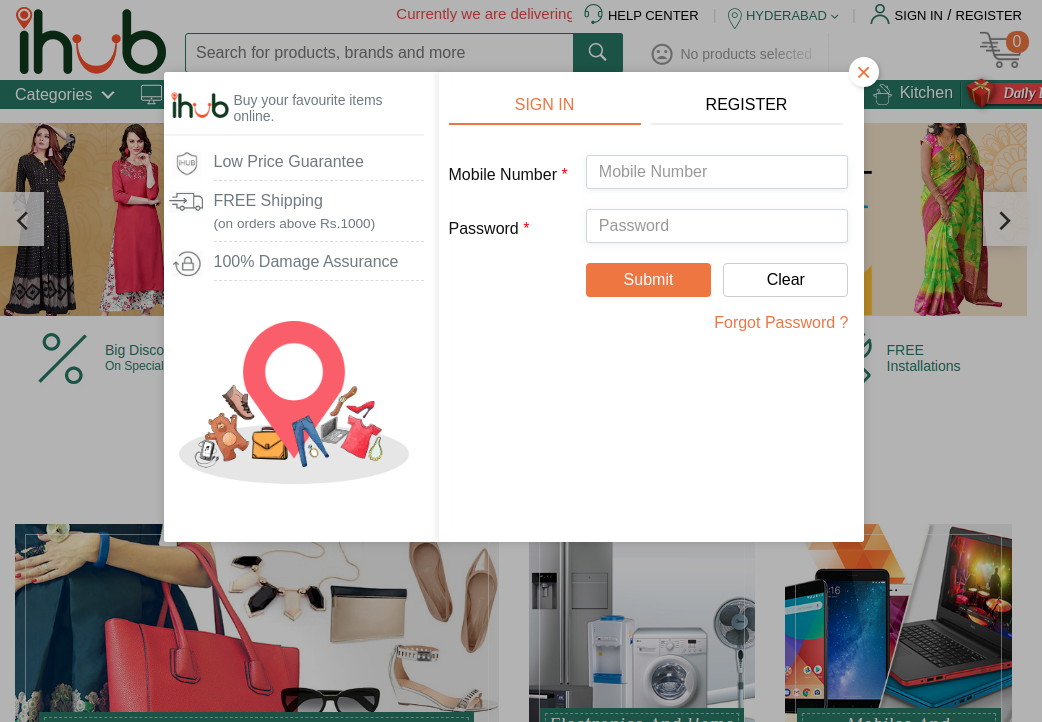 Currently we are delivering
HELP CENTER
HYDERABAD
SIGN IN / REGISTER
ihub
Search for products, brands and more
No products selected
0
Categories
Kitchen
Daily
ihub
Buy your favourite items
online.
IHUB
Low Price Guarantee
FREE Shipping
(on orders above Rs.1000)
100% Damage Assurance
SIGN IN
REGISTER
Mobile Number *
Mobile Number
Password *
Password
Submit
Clear
Forgot Password ?
Big Disco
On Special
FREE
Installations
Electronics And Home
Mobiles And